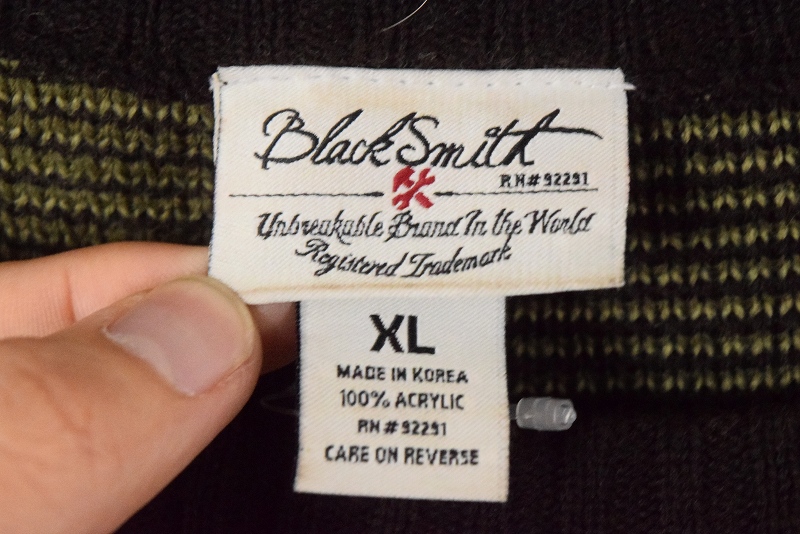 BlackSmith
RN#92291
Unbreakable Brand In the World
Registered Trademark
XL
MADE IN KOREA
100% ACRYLIC
RN #92291
CARE ON REVERSE